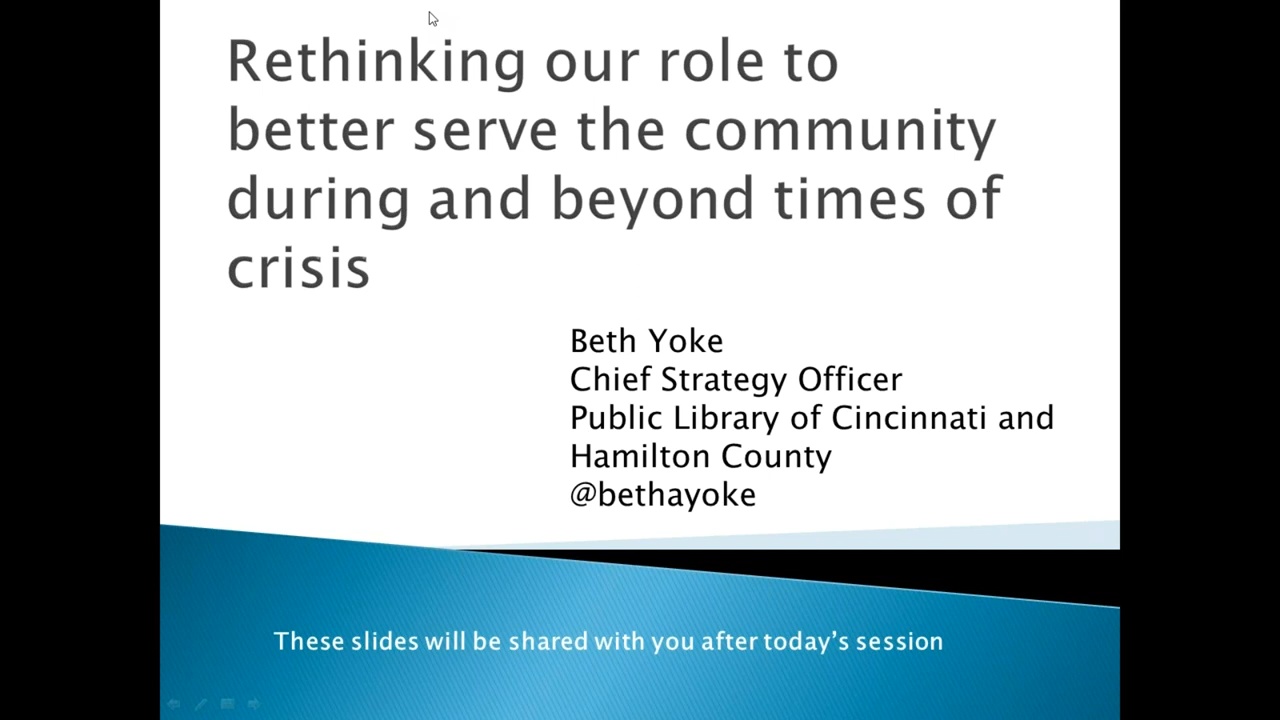 Rethinking our role to
better serve the community
during and beyond times of
crisis
Beth Yoke
Chief Strategy Officer
Public Library of Cincinnati and
Hamilton County
@bethayoke
These slides will be shared with you after today’s session